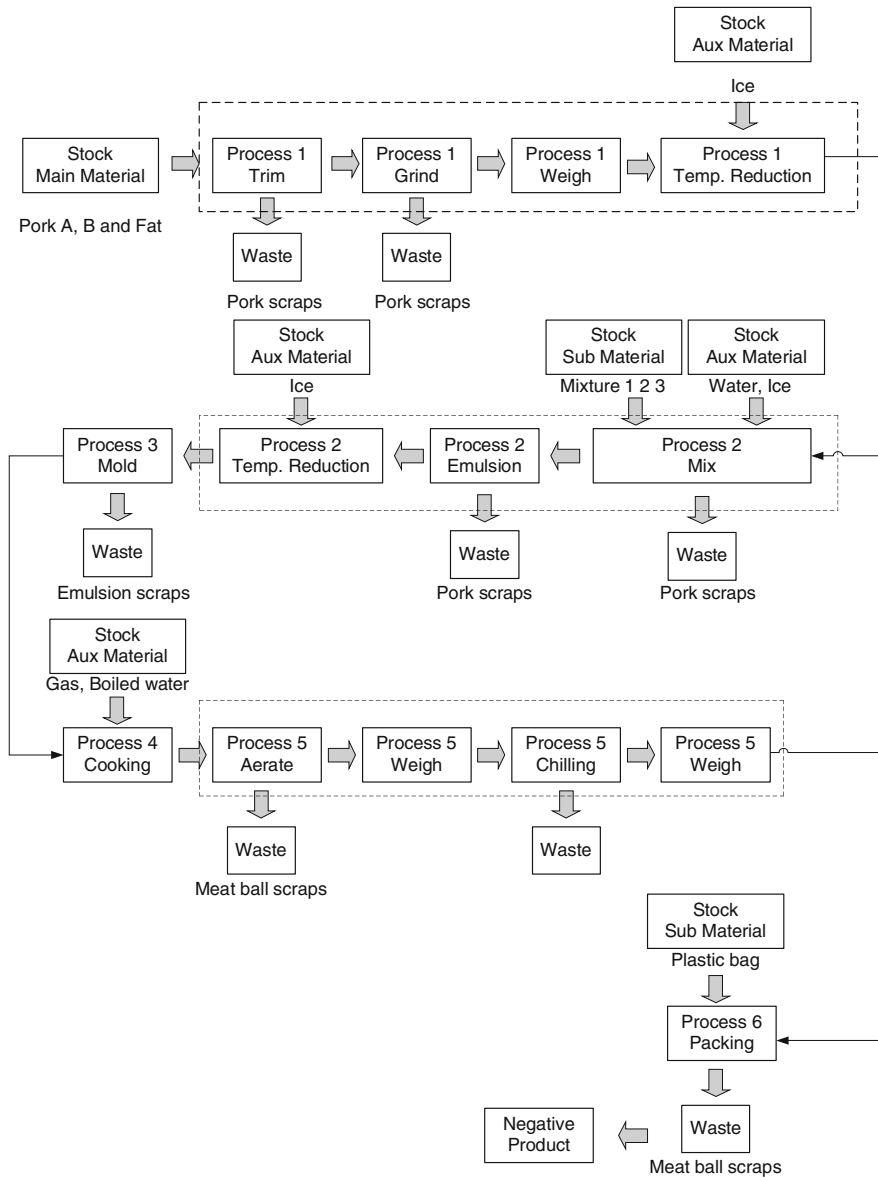 Stock
Aux Material
Ice
Stock
Main Material
Pork A, B and Fat
Process 1
Trim
Process 1
Grind
Process 1
Weigh
Process 1
Temp. Reduction
Waste
Pork scraps
Waste
Pork scraps
Stock
Aux Material
Ice
Stock
Sub Material
Mixture 1 2 3
Stock
Aux Material
Water, Ice
Process 3
Mold
Process 2
Temp. Reduction
Process 2
Emulsion
Process 2
Mix
Waste
Emulsion scraps
Waste
Pork scraps
Waste
Pork scraps
Stock
Aux Material
Gas, Boiled water
Process 4
Cooking
Process 5
Aerate
Process 5
Weigh
Process 5
Chilling
Process 5
Weigh
Waste
Meat ball scraps
Waste
Stock
Sub Material
Plastic bag
Process 6
Packing
Negative
Product
Waste
Meat ball scraps